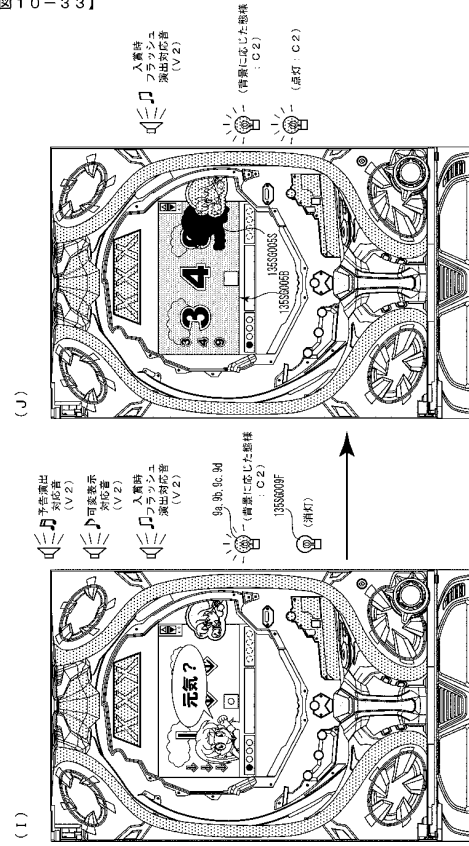 【図10-33】
(I)
予告演出
対応音
(V2)
可変表示
対応音
(V2)
入賞時
フラッシュ
演出対応音
(V2)
9a, 9b, 9c, 9d
(背景に応じた態様
:C2)
135SG009F
(消灯)
元気?
(J)
入賞時
フラッシュ
演出対応音
(V2)
(背景に応じた態様
:C2)
(点灯:C2)
3 4
3
4
9
135SG005S
135SG005B